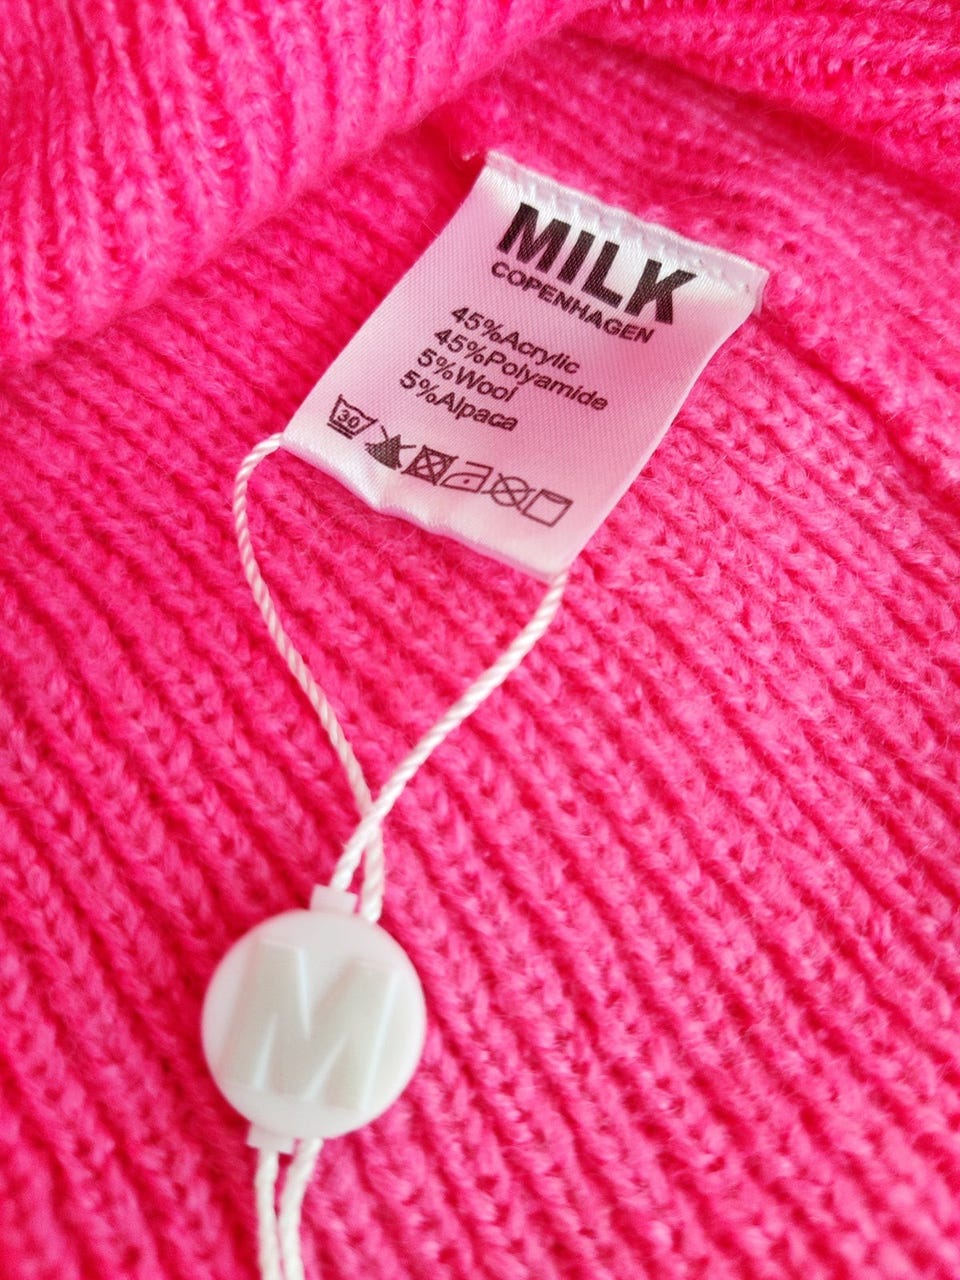 MILK
COPENHAGEN
45%Acrylic
45%Polyamide
5%Wool
5%Alpaca
30
M